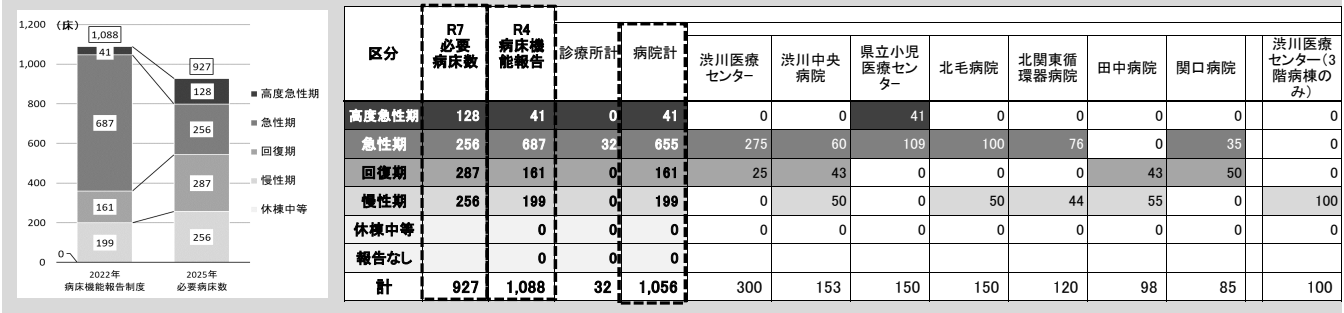 1,200 (床)
1,088
1,000
41
927
128
800
687
256
600
400
287
200
161
199
256
0
0
2022年
病床機能報告制度
2025年
必要病床数
高度急性期
急性期
回復期
慢性期
休棟中等
区分 R7 必要 病床数 R4 病床機 能報告 診療所計 病院計 渋川医療 センター 渋川中央 病院 県立小児 医療セン ター 北毛病院 北関東循 環器病院 田中病院 関口病院 渋川医療 センター(3 階病棟の み)
高度急性期 128 41 0 41 0 0 41 0 0 0 0 0
急性期 256 687 32 655 275 60 109 100 76 0 35 0
回復期 287 161 0 161 25 43 0 0 0 43 50 0
慢性期 256 199 0 199 0 50 0 50 44 55 0 100
休棟中等 0 0 0 0 0 0 0 0 0 0 0
報告なし 0 0 0
計 927 1,088 32 1,056 300 153 150 150 120 98 85 100